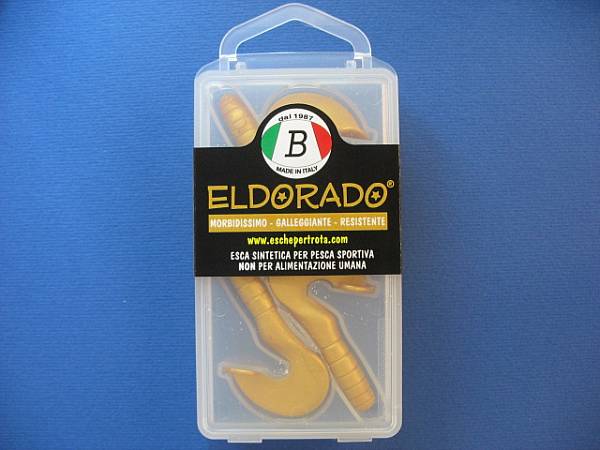 dal 1987
B
MADE IN ITALY
ELDORADO®
MORBIDISSIMO - GALLEGGIANTE - RESISTENTE
www.eschepertrota.com
ESCA SINTETICA PER PESCA SPORTIVA
NON PER ALIMENTAZIONE UMANA